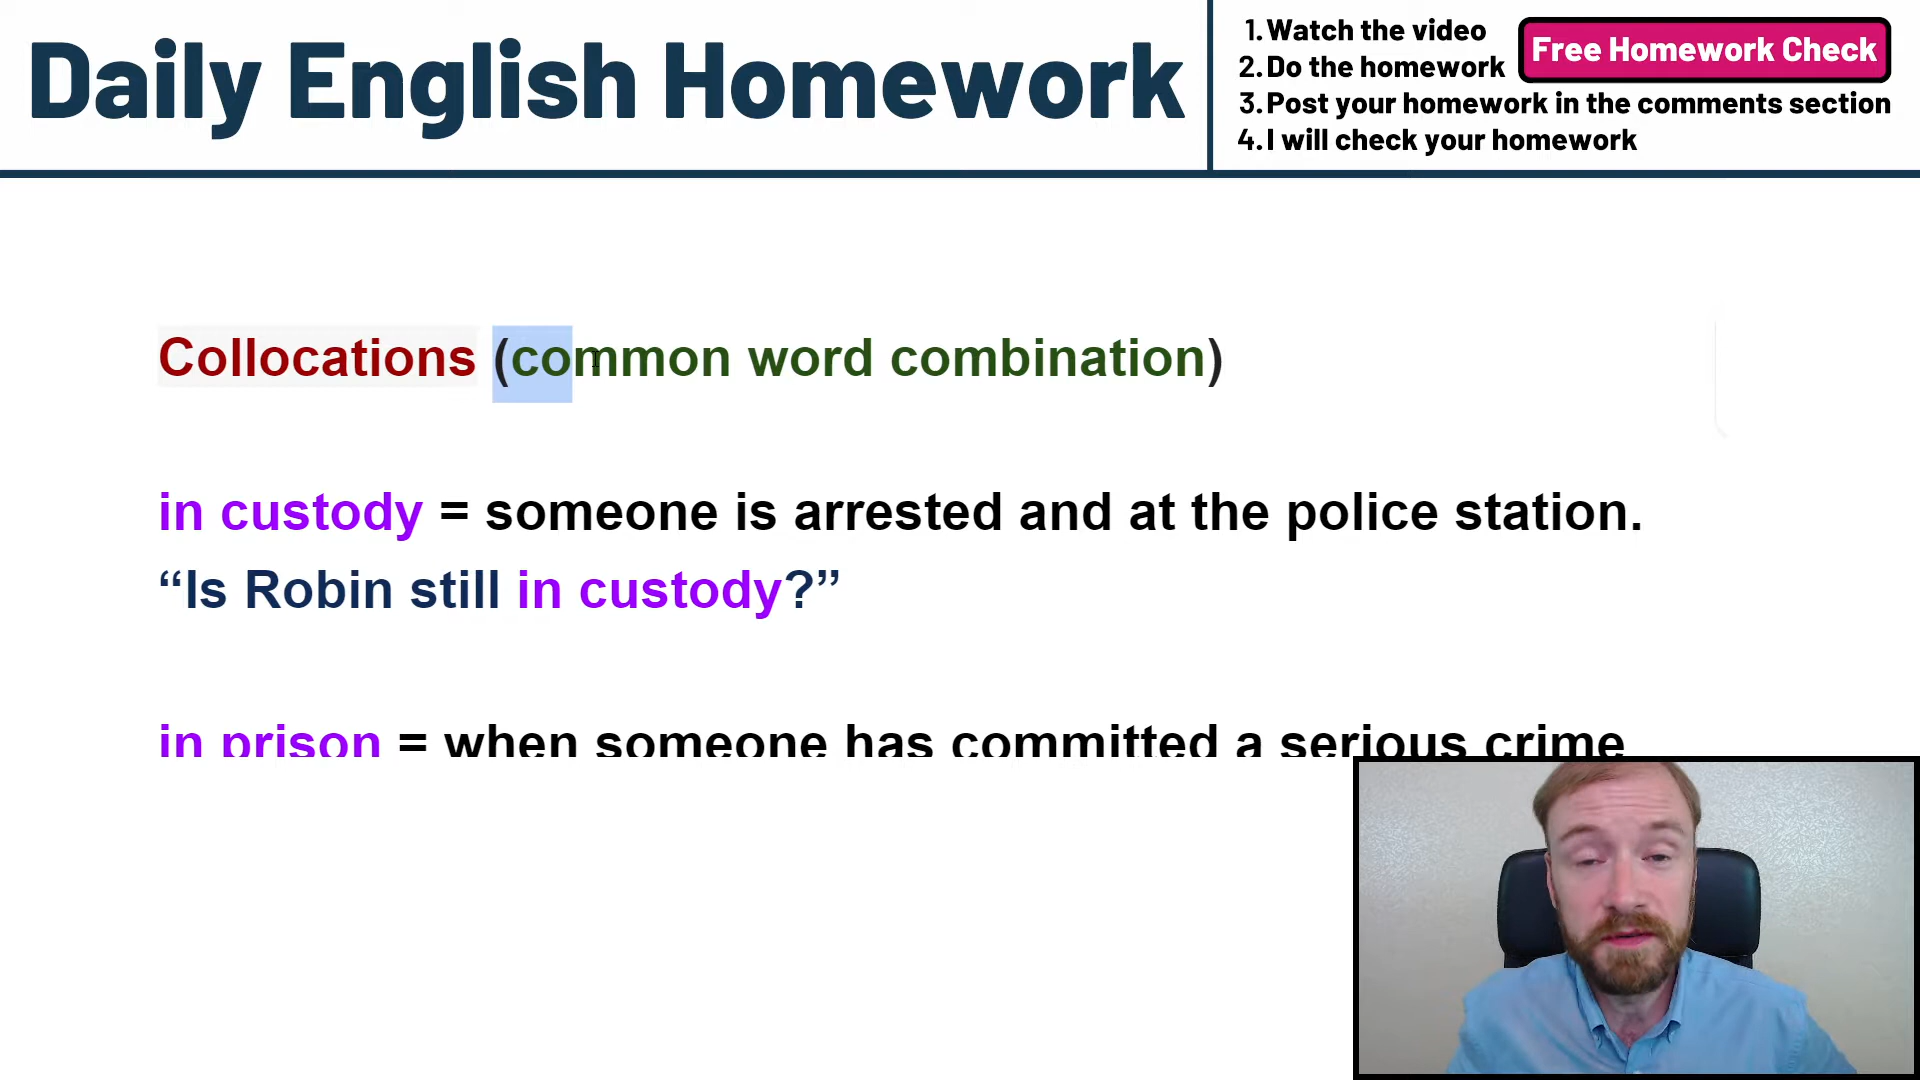 Daily English Homework
1. Watch the video
2. Do the homework
Free Homework Check
3. Post your homework in the comments section
4. I will check your homework
Collocations (common word combination)
in custody = someone is arrested and at the police station.
“Is Robin still in custody?”
in prison = when someone has committed a serious crime